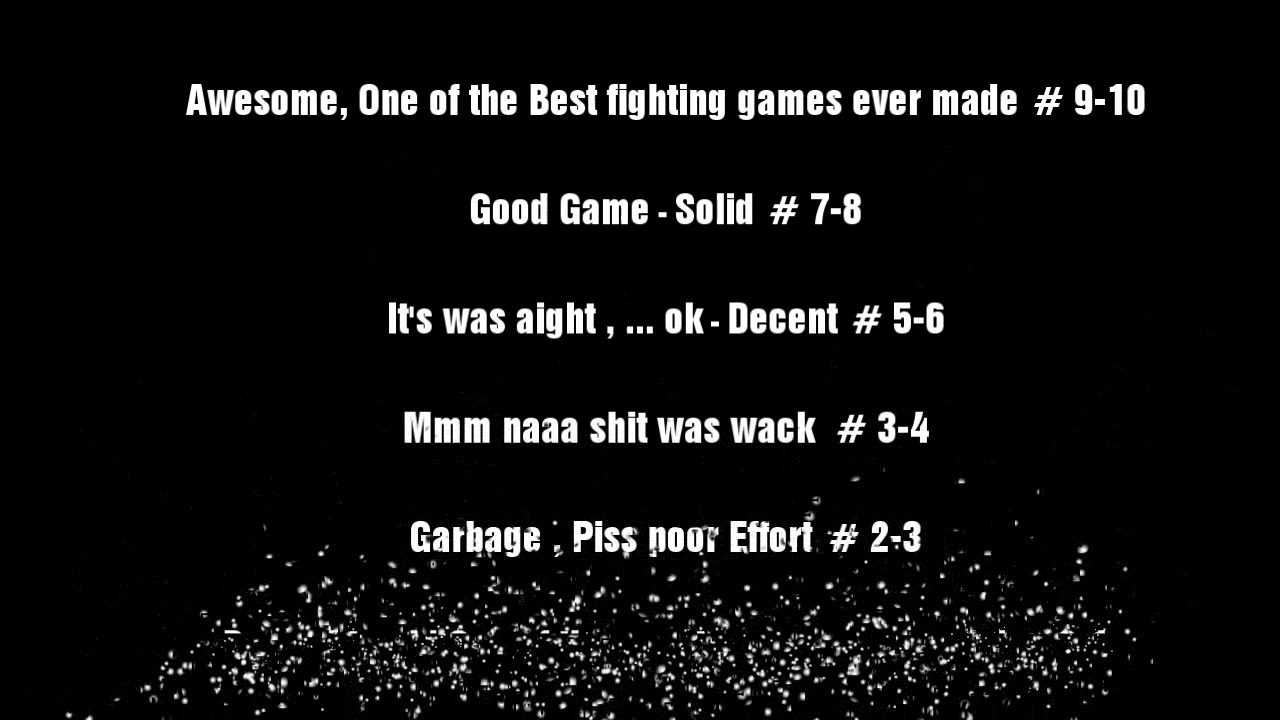 Awesome, One of the Best fighting games ever made # 9-10
Good Game - Solid # 7-8
It's was aight , ... ok - Decent # 5-6
Mmm naaa shit was wack # 3-4
Garbage , Piss poor Effort # 2-3